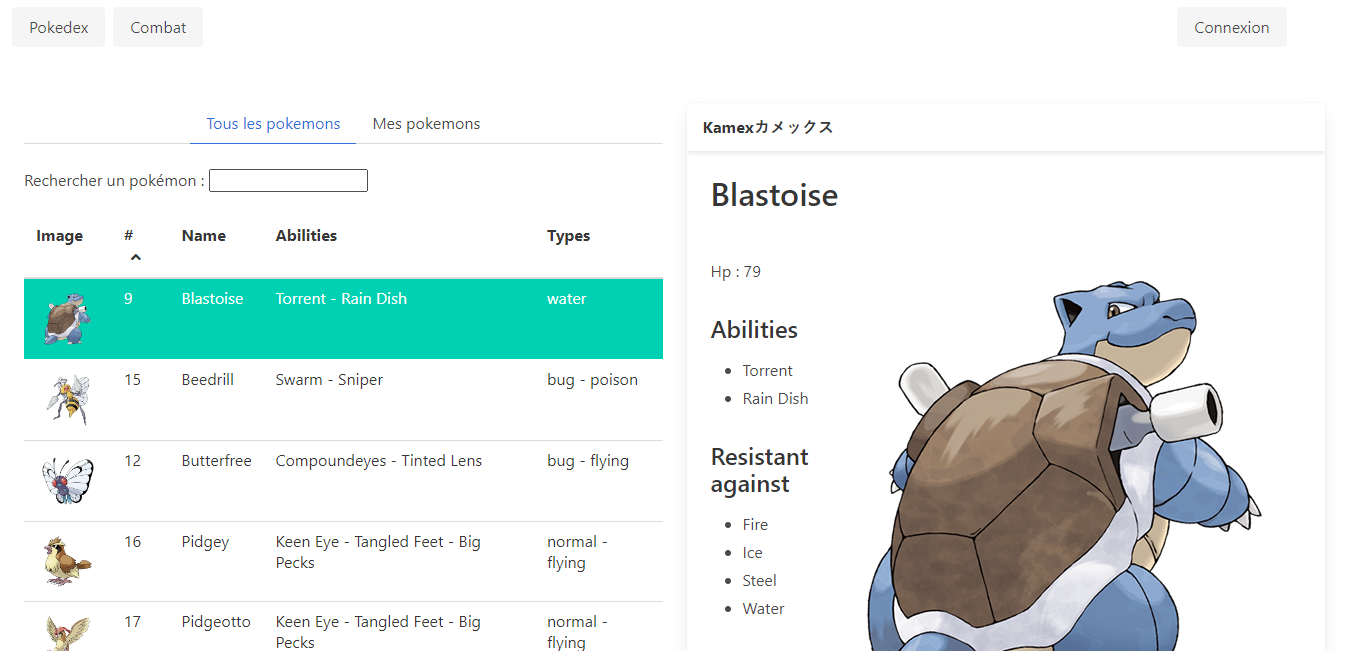 Pokedex Combat Connexion
Tous les pokemons Mes pokemons
Rechercher un pokémon :
Image # Name Abilities Types
9 Blastoise Torrent - Rain Dish water
15 Beedrill Swarm - Sniper bug - poison
12 Butterfree Compoundeyes - Tinted Lens bug - flying
16 Pidgey Keen Eye - Tangled Feet - Big normal -
Pecks flying
17 Pidgeotto Keen Eye - Tangled Feet - Big normal -
Pecks flying
Kamexカメックス
Blastoise
Hp : 79
Abilities
Torrent
Rain Dish
Resistant
against
Fire
Ice
Steel
Water